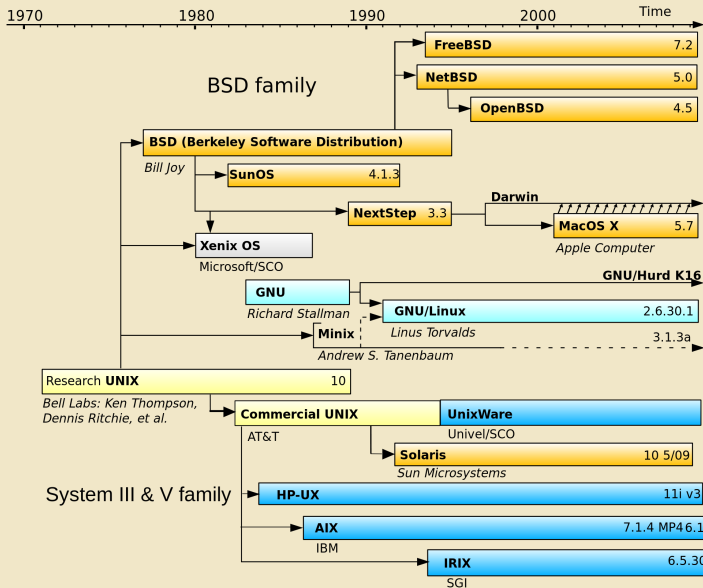 1970 1980 1990 2000 Time
FreeBSD 7.2
BSD family
NetBSD 5.0
OpenBSD 4.5
BSD (Berkeley Software Distribution)
Bill Joy
SunOS 4.1.3
Darwin
NextStep 3.3
MacOS X 5.7
Xenix OS
Apple Computer
Microsoft/SCO
GNU/Hurd K16
GNU
Richard Stallman
GNU/Linux 2.6.30.1
Minix
Linus Torvalds
3.1.3a
Andrew S. Tanenbaum
Research UNIX 10
Bell Labs: Ken Thompson,
Dennis Ritchie, et al.
Commercial UNIX
UnixWare
AT&T
Univel/SCO
Solaris 10 5/09
Sun Microsystems
System III & V family
HP-UX 11i v3
AIX 7.1.4 MP4 6.1
IBM
IRIX 6.5.30
SGI